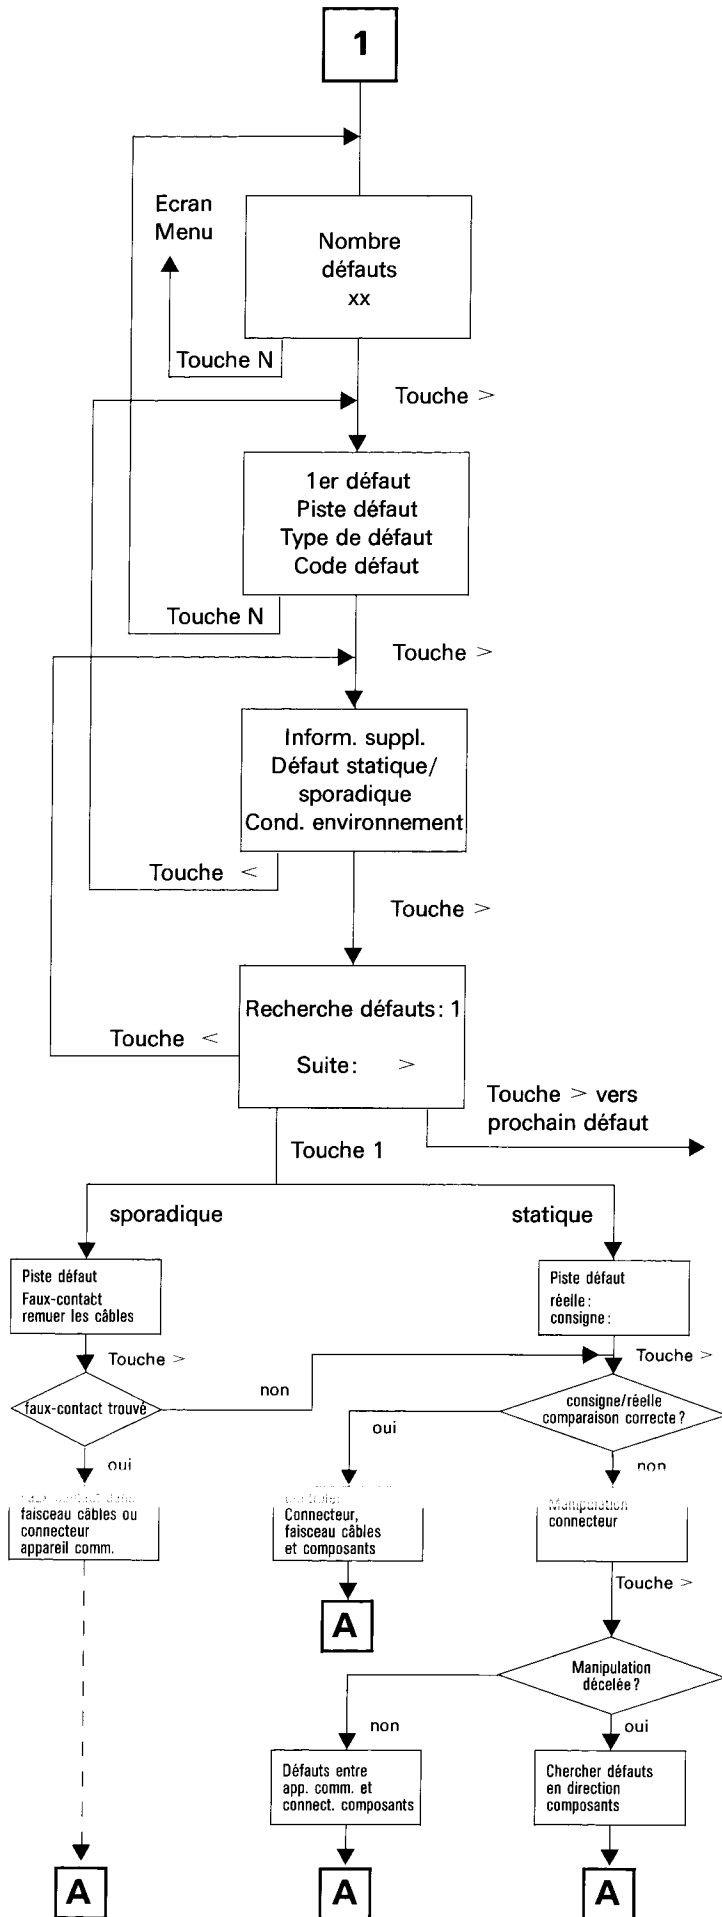 1
Ecran
Menu
Nombre
défauts
xx
Touche N
Touche >
1er défaut
Piste défaut
Type de défaut
Code défaut
Touche N
Touche >
Inform. suppl.
Défaut statique/
sporadique
Cond. environnement
Touche <
Touche >
Recherche défauts: 1
Suite: >
Touche <
Touche > vers
prochain défaut
Touche 1
sporadique
statique
Piste défaut
Faux-contact
remuer les câbles
Piste défaut
réelle:
consigne:
Touche >
Touche >
faux-contact trouvé
non
consigne/réelle
comparaison correcte?
oui
oui
non
faisceau câbles ou
connecteur
appareil comm.
Connecteur,
faisceau câbles
et composants
Manipulation
connecteur
Touche >
A
Manipulation
décelée?
non
oui
Défauts entre
app. comm. et
connect. composants
Chercher défauts
en direction
composants
A
A
A